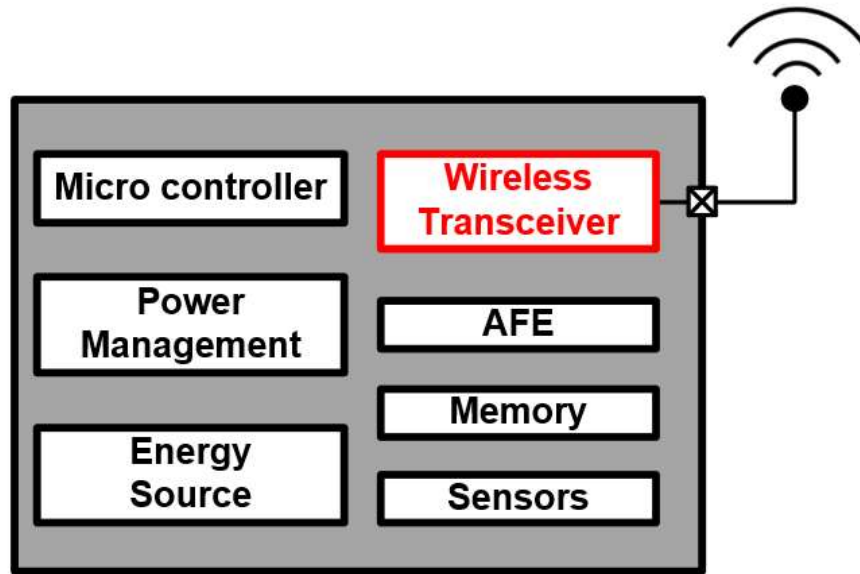 Micro controller
Power
Management
Energy
Source
Wireless
Transceiver
AFE
Memory
Sensors